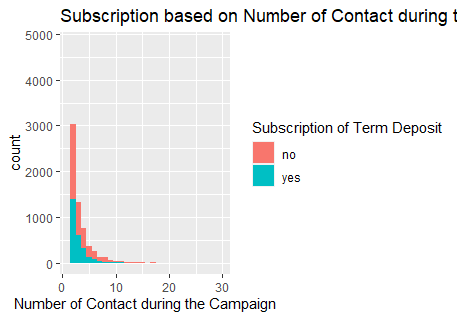 Subscription based on Number of Contact during t
5000
4000
3000
2000
1000
0
count
0 10 20 30
Number of Contact during the Campaign
Subscription of Term Deposit
no
yes